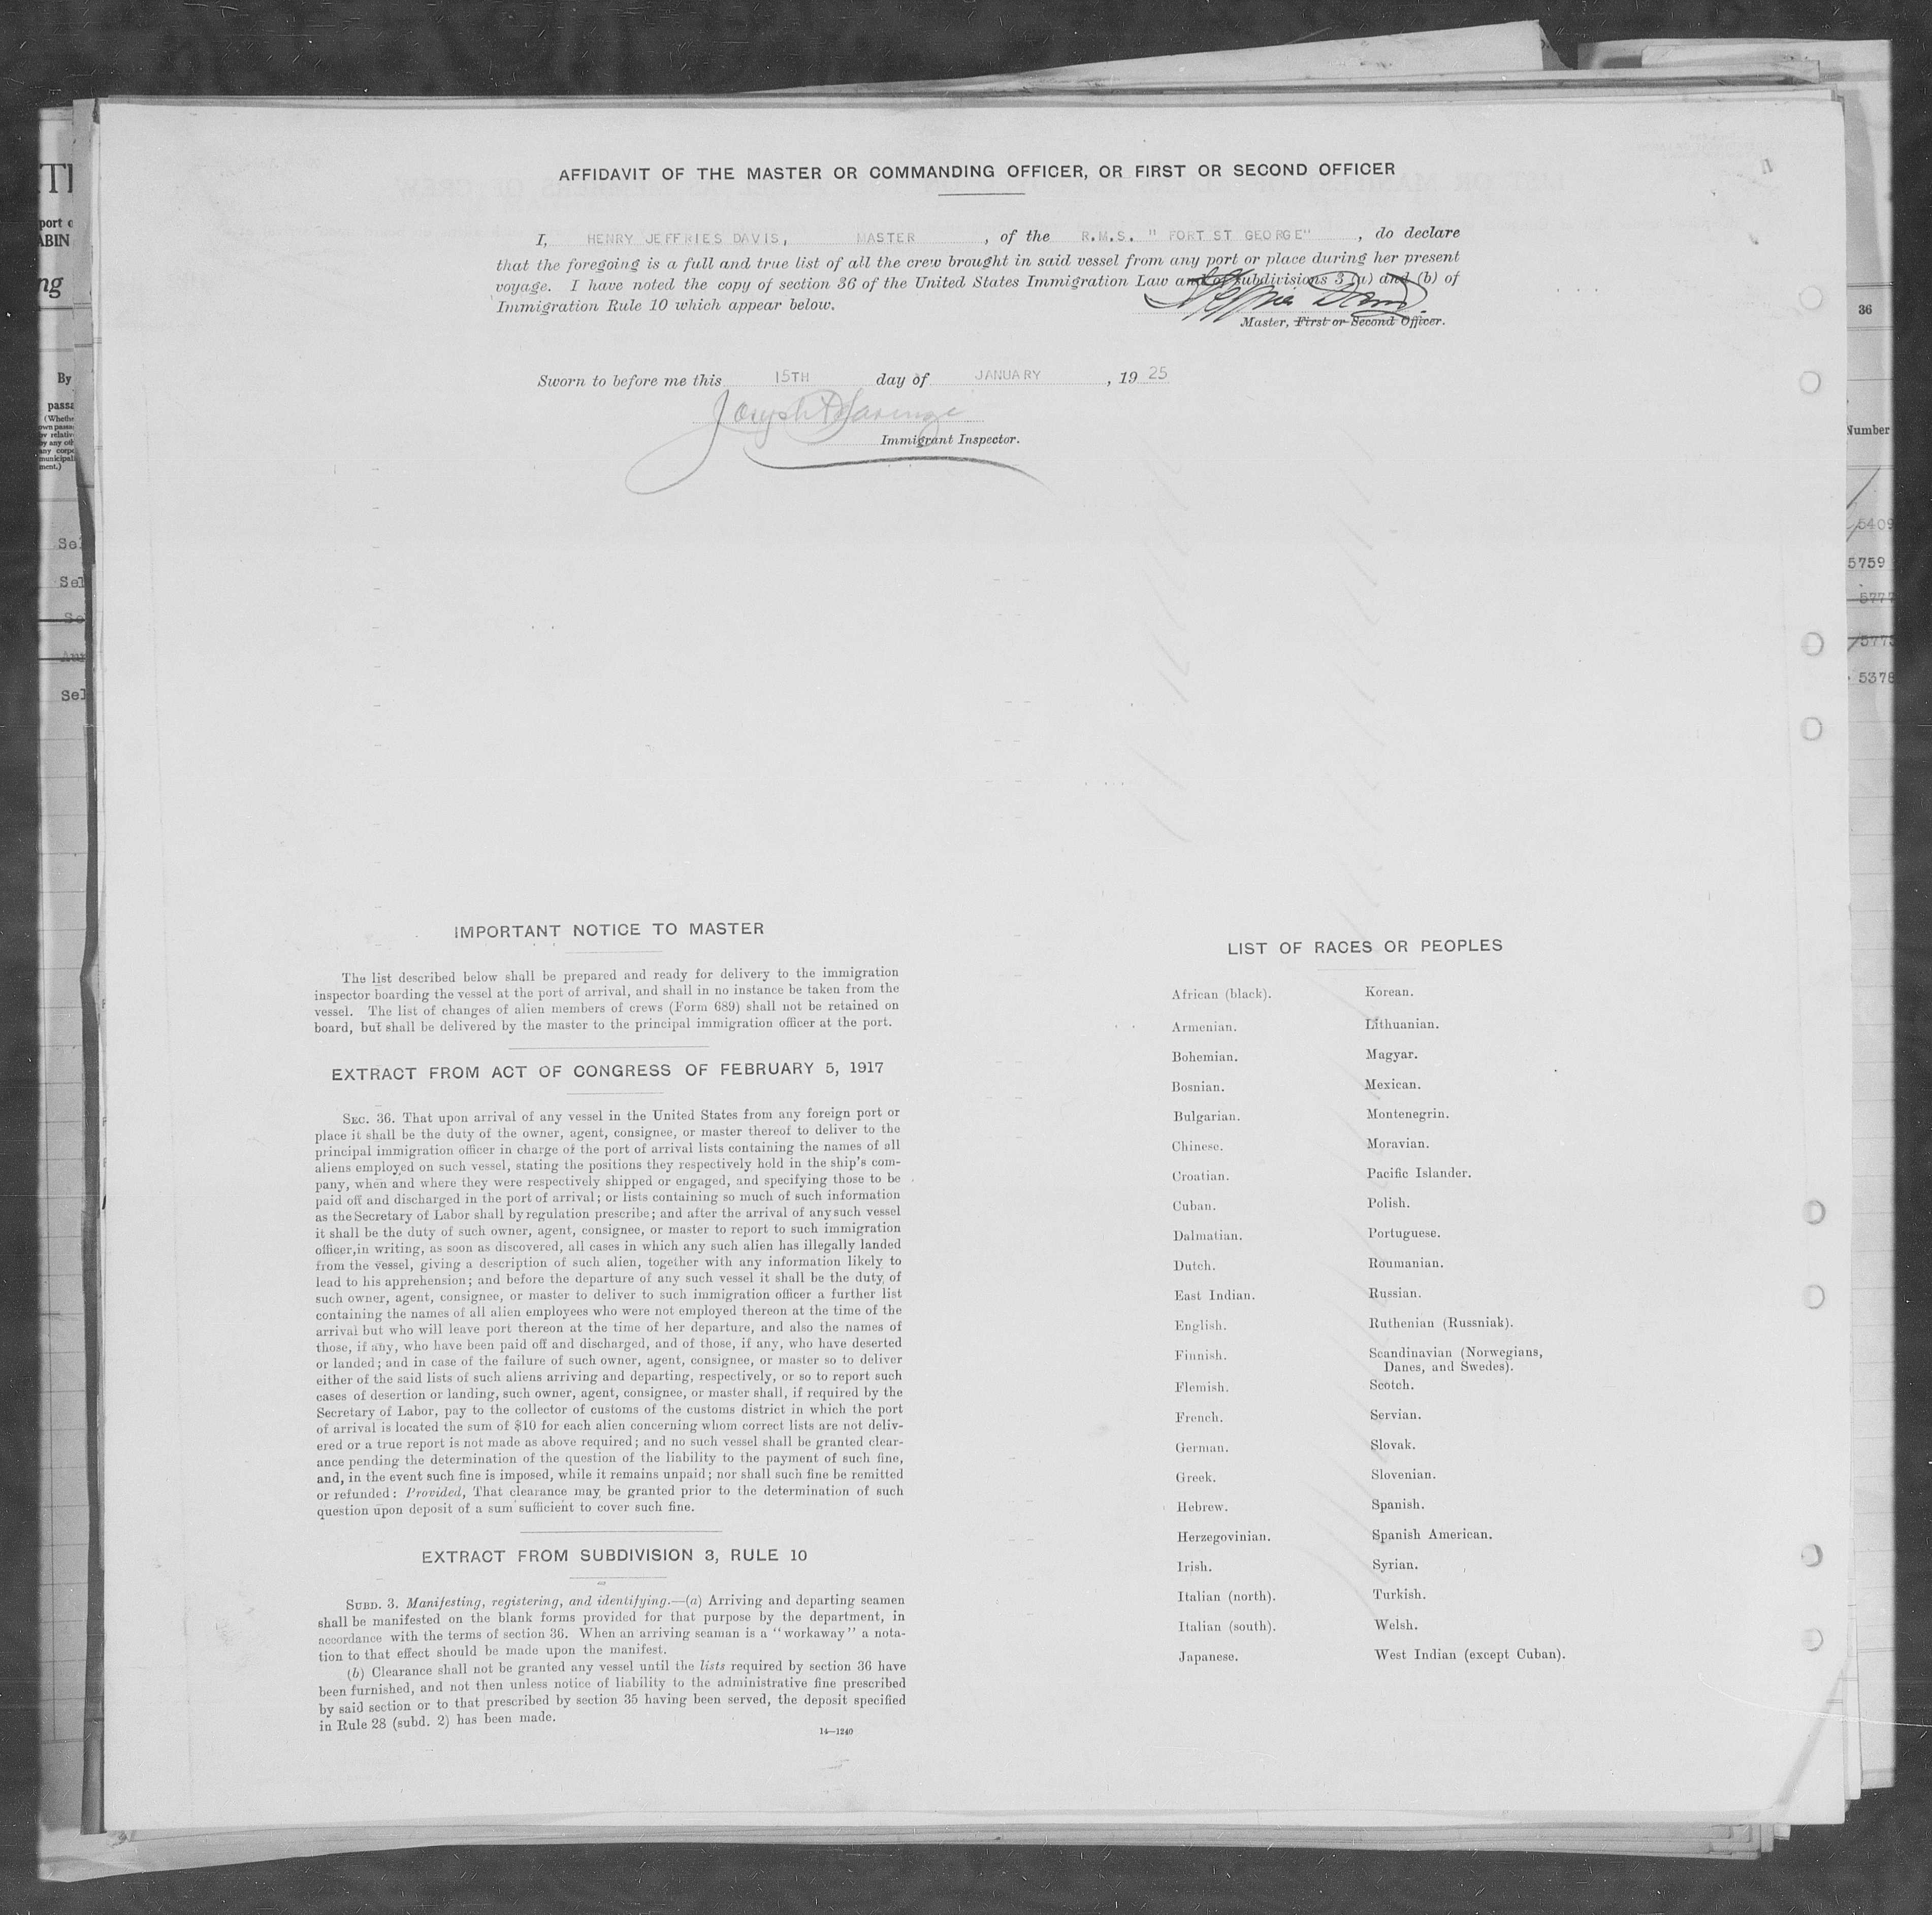 AFFIDAVIT OF THE MASTER OR COMMANDING OFFICER, OR FIRST OR SECOND OFFICER
I, HENRY JEFFRIES DAVIS, MASTER , of the R.M.S. " FORT ST GEORGE" , do declare
that the foregoing is a full and true list of all the crew brought in said vessel from any port or place during her present
voyage. I have noted the copy of section 36 of the United States Immigration Law and of subdivisions 3 (a) and (b) of
Immigration Rule 10 which appear below.
Master, First or Second Officer.
Sworn to before me this 15TH day of JANUARY , 19 25
Immigrant Inspector.
IMPORTANT NOTICE TO MASTER
The list described below shall be prepared and ready for delivery to the immigration
inspector boarding the vessel at the port of arrival, and shall in no instance be taken from the
vessel. The list of changes of alien members of crews (Form 689) shall not be retained on
board, but shall be delivered by the master to the principal immigration officer at the port.
EXTRACT FROM ACT OF CONGRESS OF FEBRUARY 5, 1917
SEC. 36. That upon arrival of any vessel in the United States from any foreign port or
place it shall be the duty of the owner, agent, consignee, or master thereof to deliver to the
principal immigration officer in charge of the port of arrival lists containing the names of all
aliens employed on such vessel, stating the positions they respectively hold in the ship's com-
pany, when and where they were respectively shipped or engaged, and specifying those to be
paid off and discharged in the port of arrival; or lists containing so much of such information
as the Secretary of Labor shall by regulation prescribe; and after the arrival of any such vessel
it shall be the duty of such owner, agent, consignee, or master to report to such immigration
officer, in writing, as soon as discovered, all cases in which any such alien has illegally landed
from the vessel, giving a description of such alien, together with any information likely to
lead to his apprehension; and before the departure of any such vessel it shall be the duty of
such owner, agent, consignee, or master to deliver to such immigration officer a further list
containing the names of all alien employees who were not employed thereon at the time of the
arrival but who will leave port thereon at the time of her departure, and also the names of
those, if any, who have been paid off and discharged, and of those, if any, who have deserted
or landed; and in case of the failure of such owner, agent, consignee, or master so to deliver
either of the said lists of such aliens arriving and departing, respectively, or so to report such
cases of desertion or landing, such owner, agent, consignee, or master shall, if required by the
Secretary of Labor, pay to the collector of customs of the customs district in which the port
of arrival is located the sum of $10 for each alien concerning whom correct lists are not deliv-
ered or a true report is not made as above required; and no such vessel shall be granted clear-
ance pending the determination of the question of the liability to the payment of such fine,
and, in the event such fine is imposed, while it remains unpaid; nor shall such fine be remitted
or refunded: Provided, That clearance may be granted prior to the determination of such
question upon deposit of a sum sufficient to cover such fine.
EXTRACT FROM SUBDIVISION 3, RULE 10
SUBD. 3. Manifesting, registering, and identifying.—(a) Arriving and departing seamen
shall be manifested on the blank forms provided for that purpose by the department, in
accordance with the terms of section 36. When an arriving seaman is a "workaway" a nota-
tion to that effect should be made upon the manifest.
(b) Clearance shall not be granted any vessel until the lists required by section 36 have
been furnished, and not then unless notice of liability to the administrative fine prescribed
by said section or to that prescribed by section 35 having been served, the deposit specified
in Rule 28 (subd. 2) has been made.
14—1240
LIST OF RACES OR PEOPLES
African (black).
Armenian.
Bohemian.
Bosnian.
Bulgarian.
Chinese.
Croatian.
Cuban.
Dalmatian.
Dutch.
East Indian.
English.
Finnish.
Flemish.
French.
German.
Greek.
Hebrew.
Herzegovinian.
Irish.
Italian (north).
Italian (south).
Japanese.
Korean.
Lithuanian.
Magyar.
Mexican.
Montenegrin.
Moravian.
Pacific Islander.
Polish.
Portuguese.
Roumanian.
Russian.
Ruthenian (Russniak).
Scandinavian (Norwegians,
Danes, and Swedes).
Scotch.
Servian.
Slovak.
Slovenian.
Spanish.
Spanish American.
Syrian.
Turkish.
Welsh.
West Indian (except Cuban).
36
Number
5409
5759
5777
5378
By